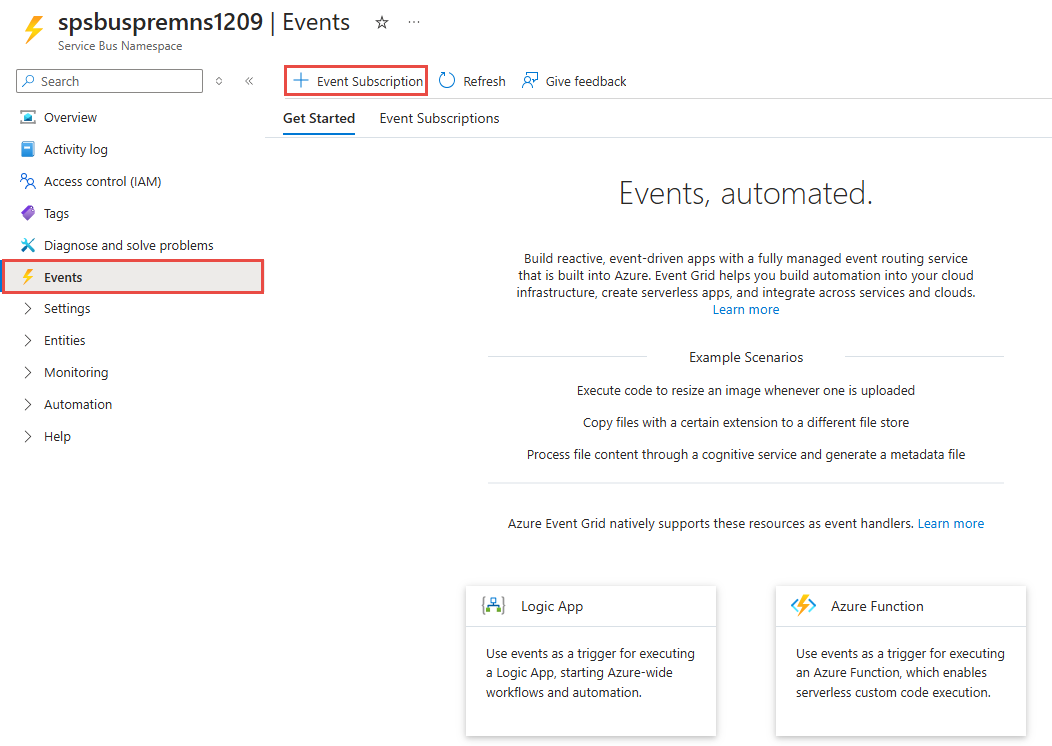 spsbuspremns1209 | Events
Service Bus Namespace
Search
Event Subscription
Refresh
Give feedback
Overview
Activity log
Access control (IAM)
Tags
Diagnose and solve problems
Events
Settings
Entities
Monitoring
Automation
Help
Get Started
Event Subscriptions
Events, automated.
Build reactive, event-driven apps with a fully managed event routing service
that is built into Azure. Event Grid helps you build automation into your cloud
infrastructure, create serverless apps, and integrate across services and clouds.
Learn more
Example Scenarios
Execute code to resize an image whenever one is uploaded
Copy files with a certain extension to a different file store
Process file content through a cognitive service and generate a metadata file
Azure Event Grid natively supports these resources as event handlers. Learn more
Logic App
Use events as a trigger for executing
a Logic App, starting Azure-wide
workflows and automation.
Azure Function
Use events as a trigger for executing
an Azure Function, which enables
serverless custom code execution.